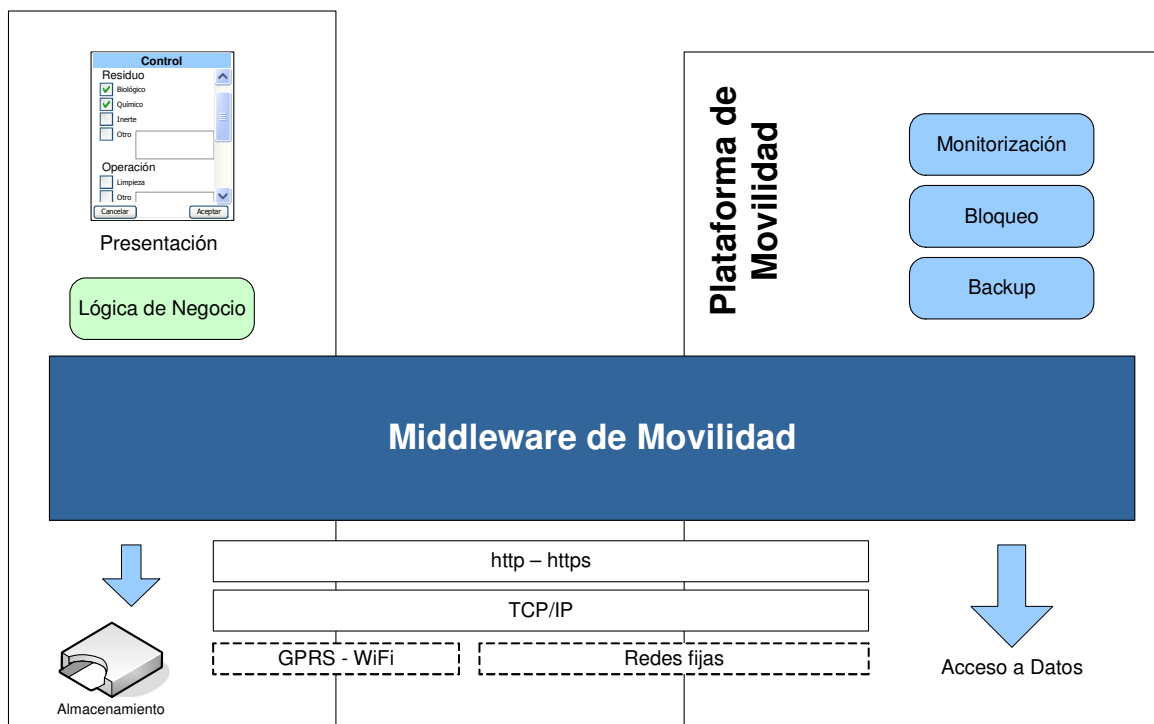 Control
Residuo
Biológico
Químico
Inerte
Otro
Operación
Limpieza
Otro
Cancelar
Aceptar
Presentación
Lógica de Negocio
Plataforma de
Movilidad
Monitorización
Bloqueo
Backup
Middleware de Movilidad
http – https
TCP/IP
GPRS - WiFi
Redes fijas
Almacenamiento
Acceso a Datos